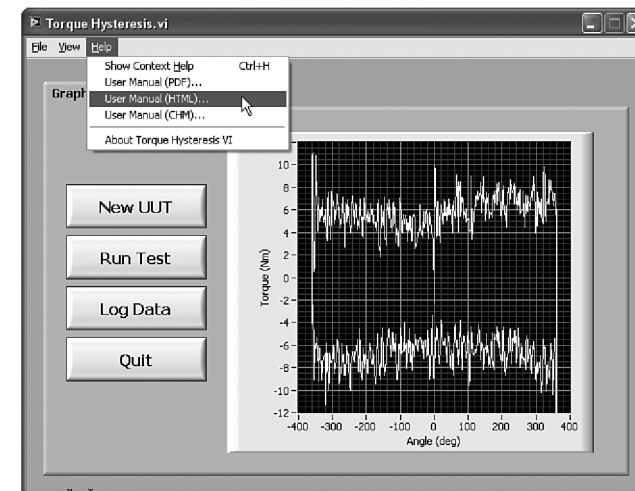 Torque Hysteresis.vi
File View Help
Show Context Help Ctrl+H
User Manual (PDF)...
User Manual (HTML)...
User Manual (CHM)...
About Torque Hysteresis VI
Graph
New UUT
Run Test
Log Data
Quit
Torque (Nm)
10
8
6
4
2
0
-2
-4
-6
-8
-10
-12
-400 -300 -200 -100 0 100 200 300 400
Angle (deg)